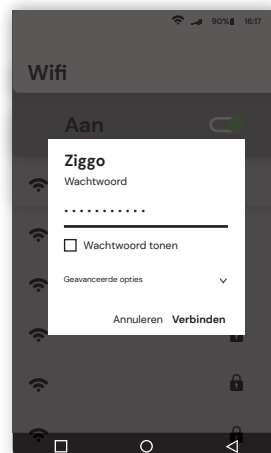 90% 16:17
Wifi
Aan
Ziggo
Wachtwoord
...........
Wachtwoord tonen
Geavanceerde opties
Annuleren Verbinden